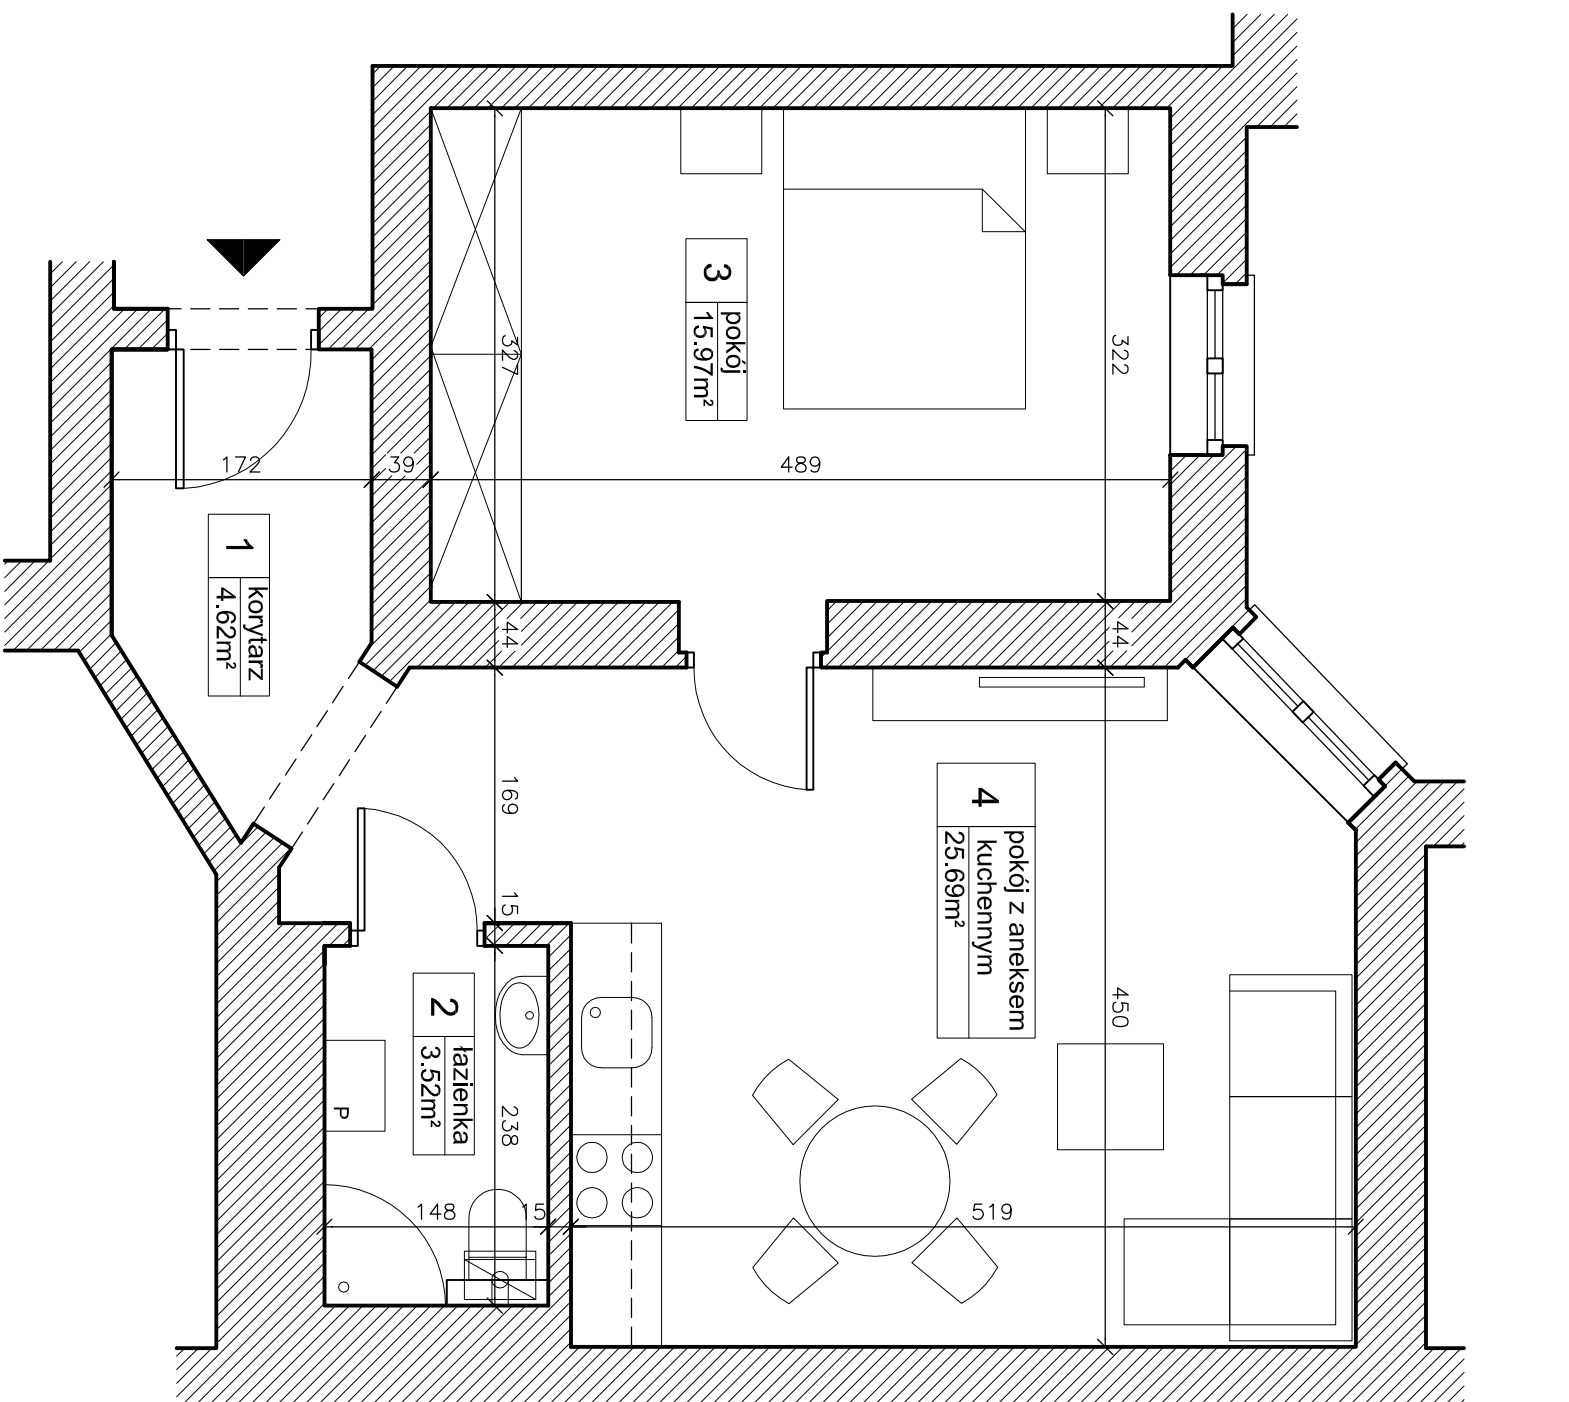 3
pokój
15.97m²
327
322
172
39
489
1
korytarz
4.62m²
44
44
169
4
pokój z aneksem
kuchennym
25.69m²
15
450
2
łazienka
3.52m²
P
238
148
15
519